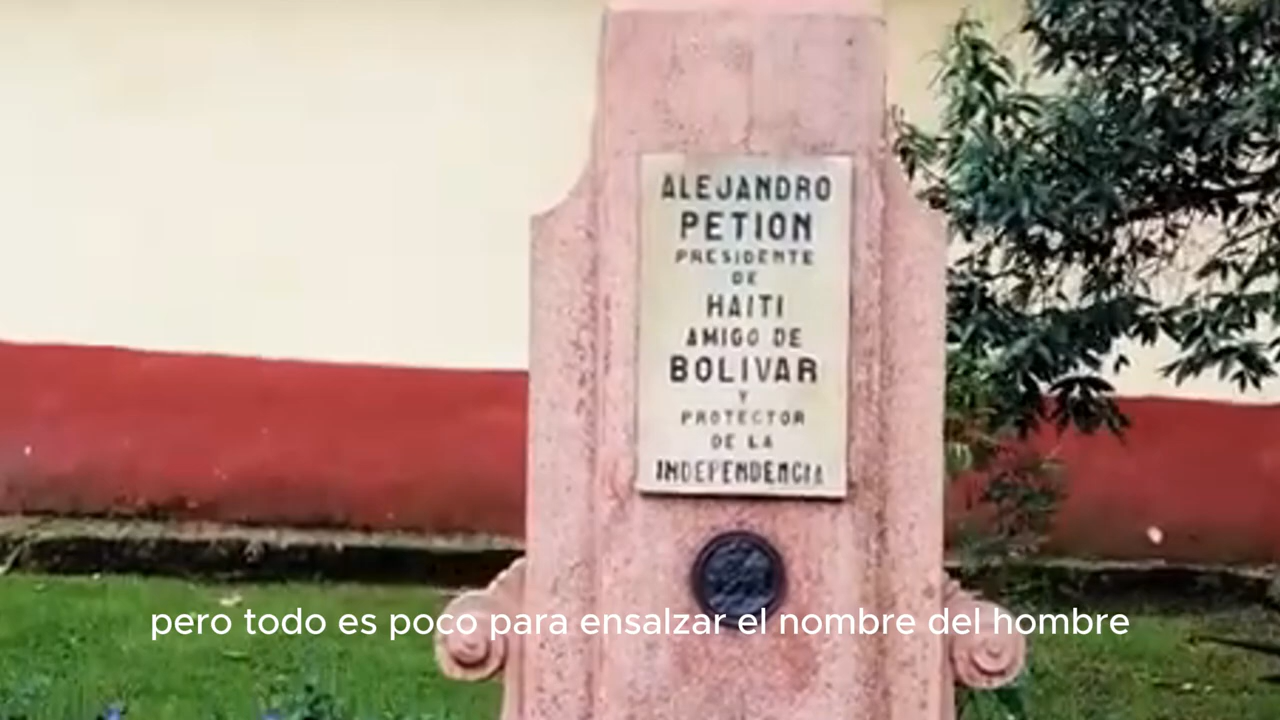 ALEJANDRO
PETION
PRESIDENTE
DE
HAITI
AMIGO DE
BOLIVAR
Y
PROTECTOR
DE LA
INDEPENDENCIA
pero todo es poco para ensalzar el nombre del hombre